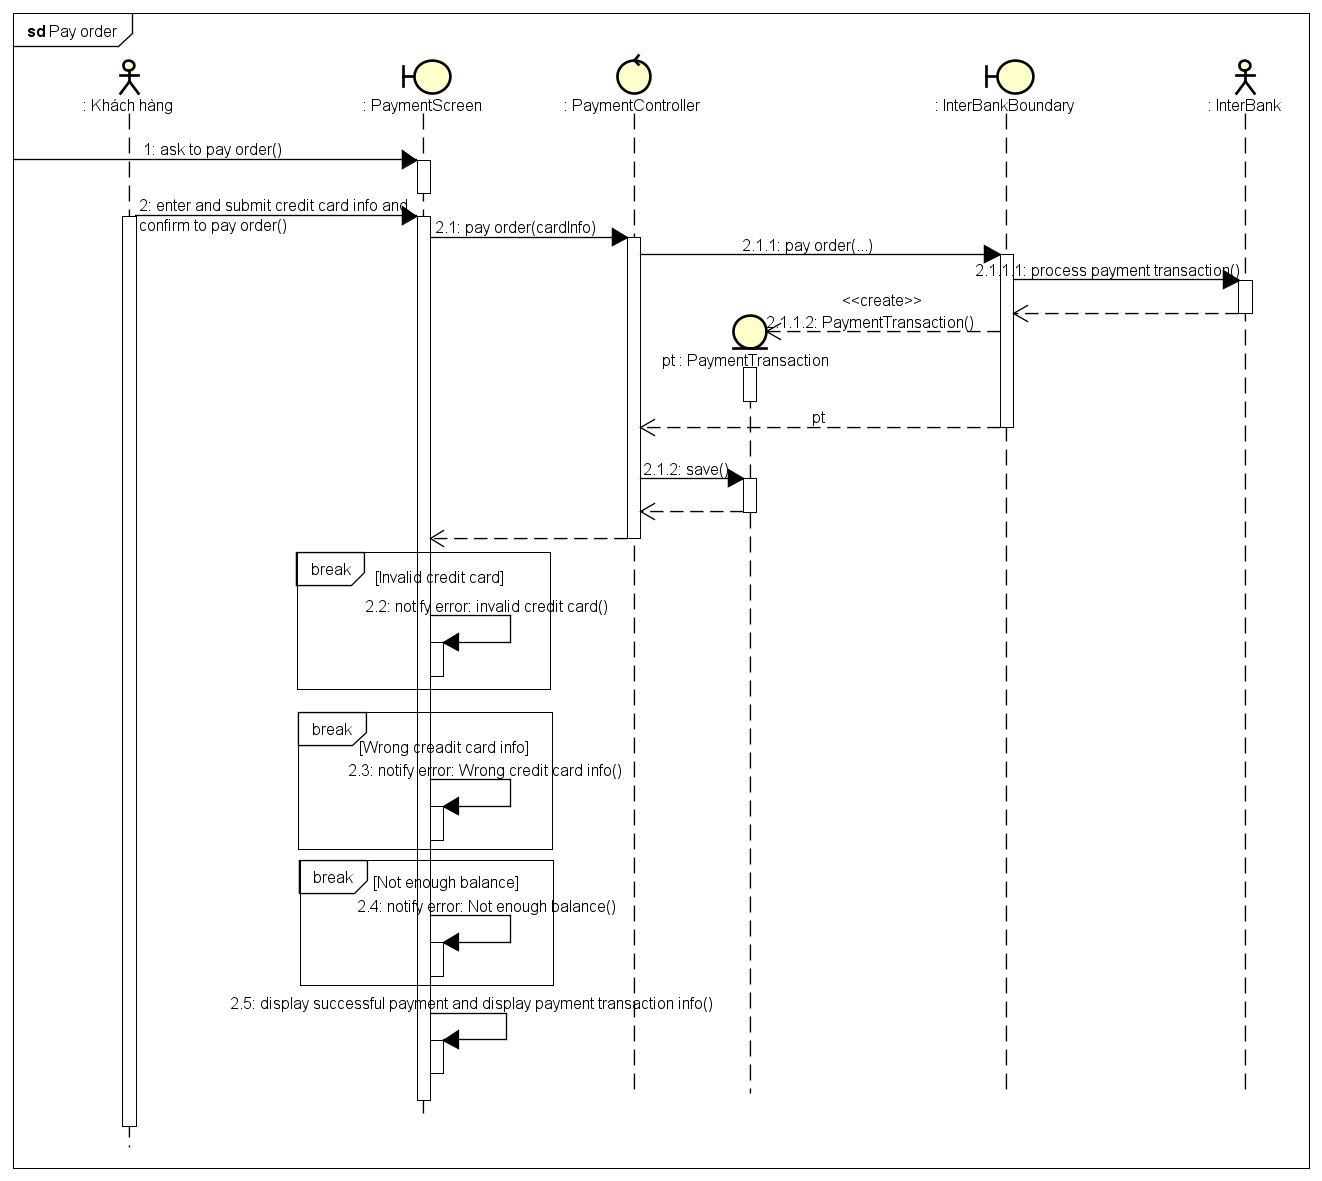 sd Pay order
: Khách hàng
: PaymentScreen
: PaymentController
: InterBankBoundary
: InterBank
1: ask to pay order()
2: enter and submit credit card info and
confirm to pay order()
2.1: pay order(cardInfo)
2.1.1: pay order(...)
2.1.1.1: process payment transaction()
<<create>>
2.1.1.2: PaymentTransaction()
pt : PaymentTransaction
pt
2.1.2: save()
break
[Invalid credit card]
2.2: notify error: invalid credit card()
break
[Wrong creadit card info]
2.3: notify error: Wrong credit card info()
break
[Not enough balance]
2.4: notify error: Not enough balance()
2.5: display successful payment and display payment transaction info()